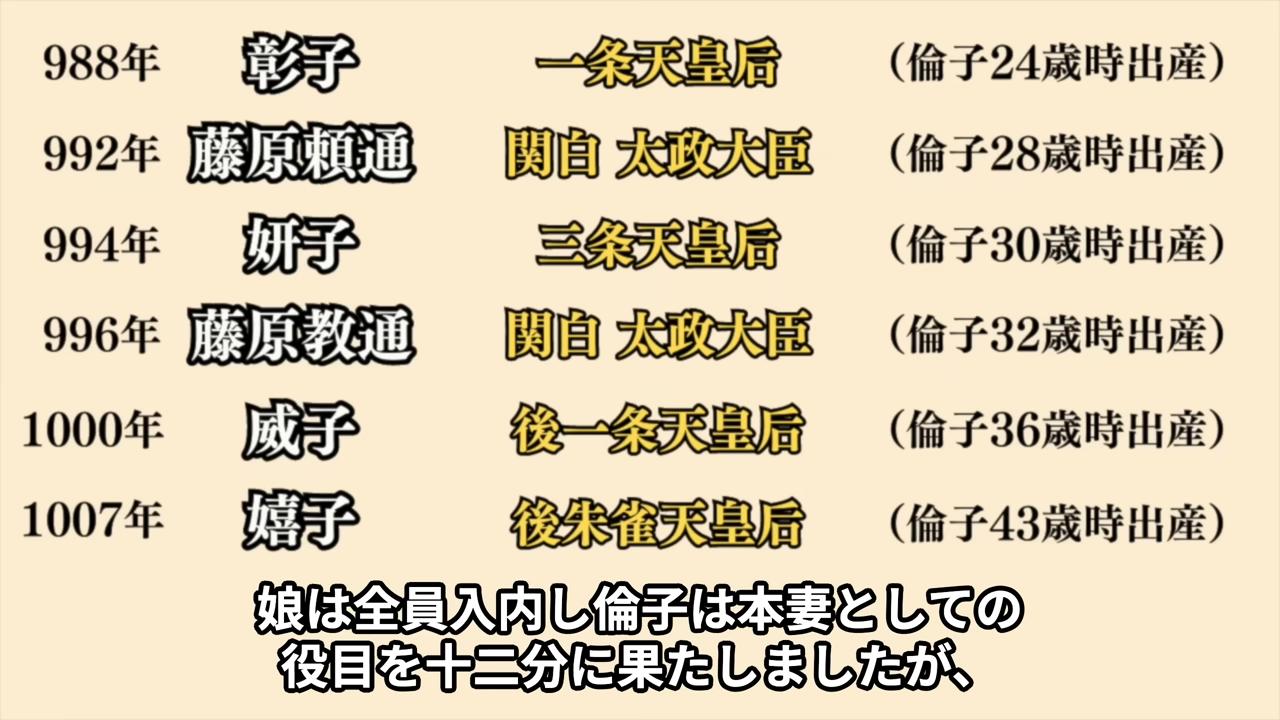 988年 彰子 一条天皇后 （倫子24歳時出産）
992年 藤原頼通 関白 太政大臣 （倫子28歳時出産）
994年 妍子 三条天皇后 （倫子30歳時出産）
996年 藤原教通 関白 太政大臣 （倫子32歳時出産）
1000年 威子 後一条天皇后 （倫子36歳時出産）
1007年 嬉子 後朱雀天皇后 （倫子43歳時出産）
娘は全員入内し倫子は本妻としての
役目を十二分に果たしましたが、